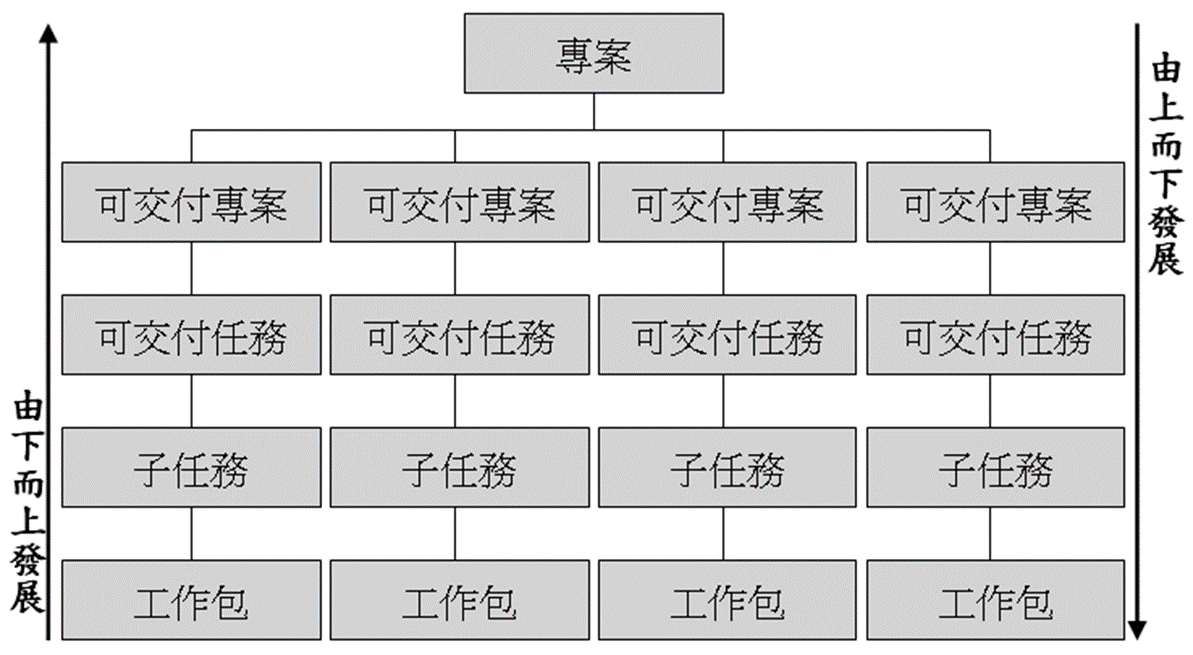 專案
可交付專案 可交付專案 可交付專案 可交付專案
可交付任務 可交付任務 可交付任務 可交付任務
子任務 子任務 子任務 子任務
工作包 工作包 工作包 工作包
由下而上發展
由上而下發展